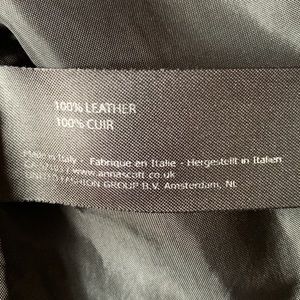 100% LEATHER
100% CUIR
Made in Italy · Fabrique en Italie · Hergestellt in Italien
/ www.annascott.co.uk
UNITED FASHION GROUP B.V. Amsterdam, NL